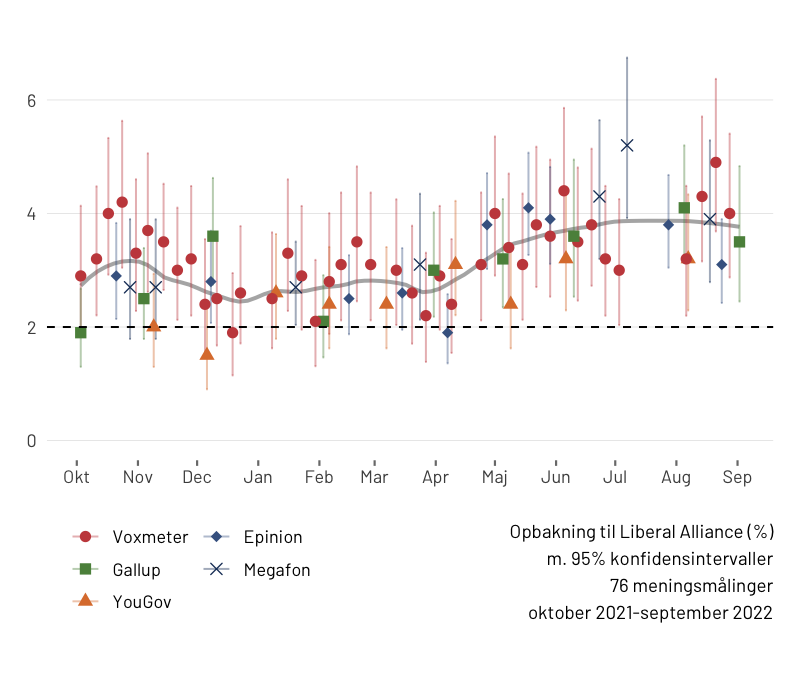 6
4
2
0
Okt Nov Dec Jan Feb Mar Apr Maj Jun Jul Aug Sep
Voxmeter Epinion
Gallup Megafon
YouGov
Opbakning til Liberal Alliance (%)
m. 95% konfidensintervaller
76 meningsmålinger
oktober 2021-september 2022